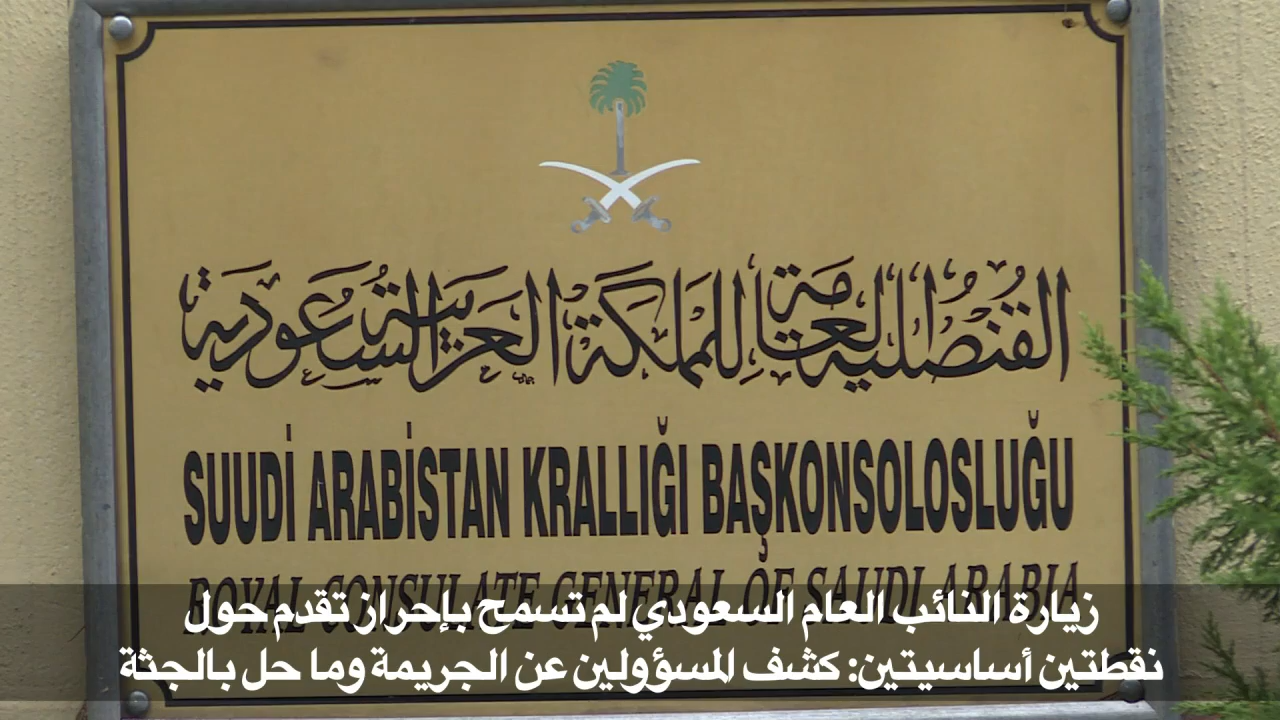 القنصلية العامة للمملكة العربية السعودية
SUUDİ ARABİSTAN KRALLIĞI BAŞKONSOLOSLUĞU
ROYAL CONSULATE GENERAL OF SAUDI ARABIA
زيارة النائب العام السعودي لم تسمح بإحراز تقدم حول
نقطتين أساسيتين: كشف المسؤولين عن الجريمة وما حل بالجثة